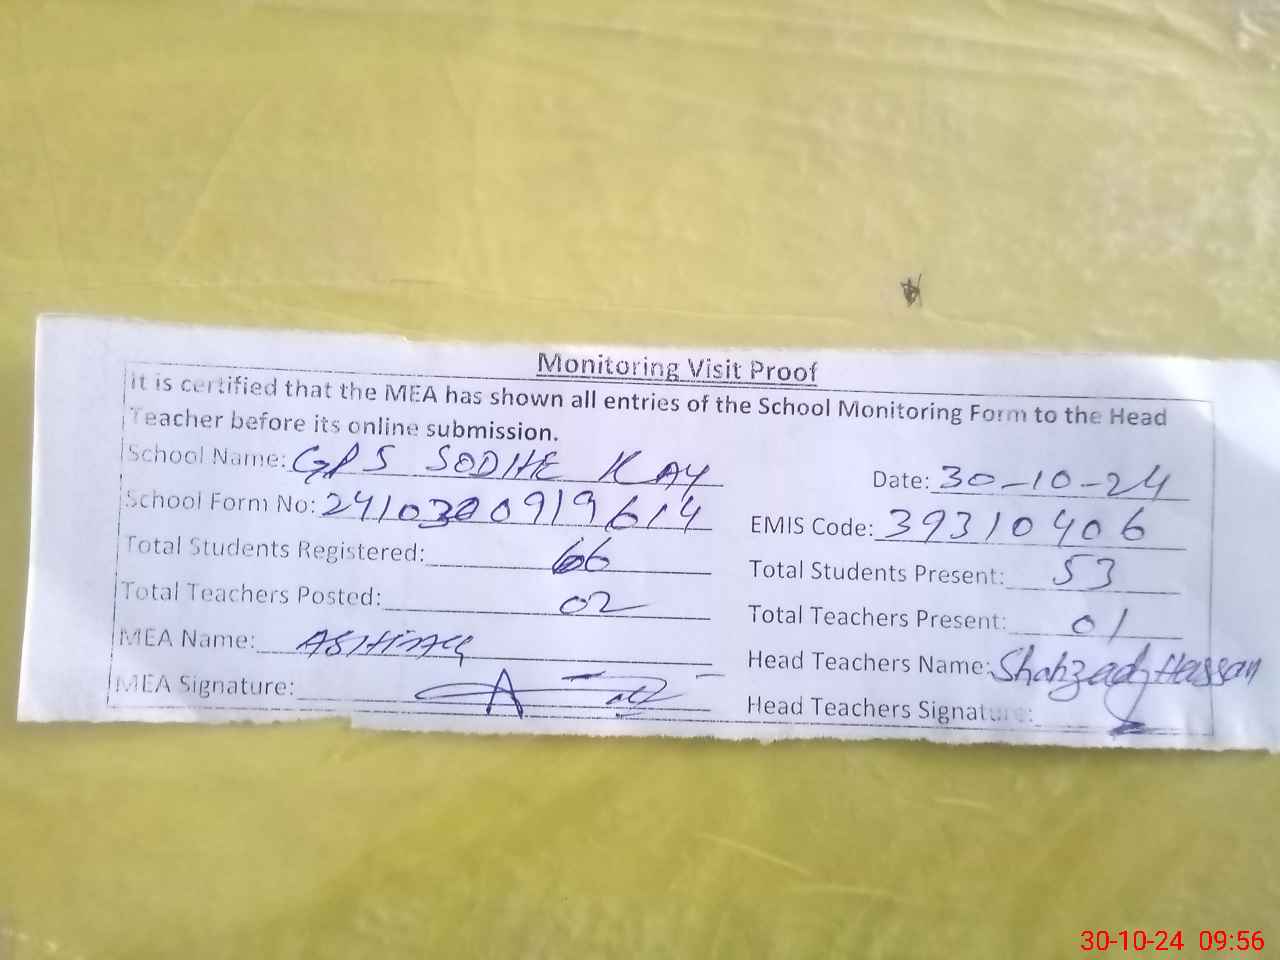 Monitoring Visit Proof
it is certified that the MEA has shown all entries of the School Monitoring Form to the Head
Teacher before its online submission.
School Name: GPS SODHE KAY
Date: 30-10-24
School Form No: 2410300919614
EMIS Code: 39310406
Total Students Registered: 66
Total Students Present: 53
Total Teachers Posted: 02
Total Teachers Present: 01
MEA Name: ASHFAQ
Head Teachers Name: Shahzad Hassan
MEA Signature:
Head Teachers Signature:
30-10-24 09:56